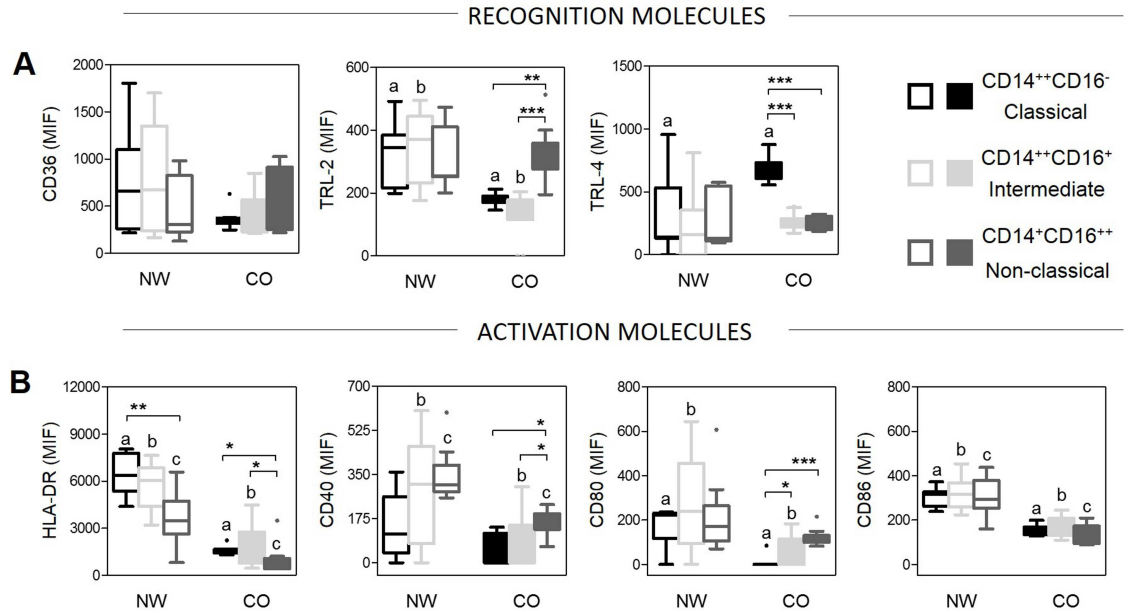 RECOGNITION MOLECULES
A
CD36 (MIF)
2000
1500
1000
500
0
NW
CO
TRL-2 (MIF)
600
400
200
0
a
b
a
b
**
***
NW
CO
TRL-4 (MIF)
1500
1000
500
0
a
a
***
***
NW
CO
CD14++CD16-
Classical
CD14++CD16+
Intermediate
CD14+CD16++
Non-classical
ACTIVATION MOLECULES
B
HLA-DR (MIF)
12000
9000
6000
3000
0
**
a
b
c
*
*
a
b
c
NW
CO
CD40 (MIF)
700
525
350
175
0
b
c
*
*
b
c
NW
CO
CD80 (MIF)
800
600
400
200
0
a
b
***
*
a
b
NW
CO
CD86 (MIF)
800
600
400
200
0
a
b
c
a
b
c
NW
CO